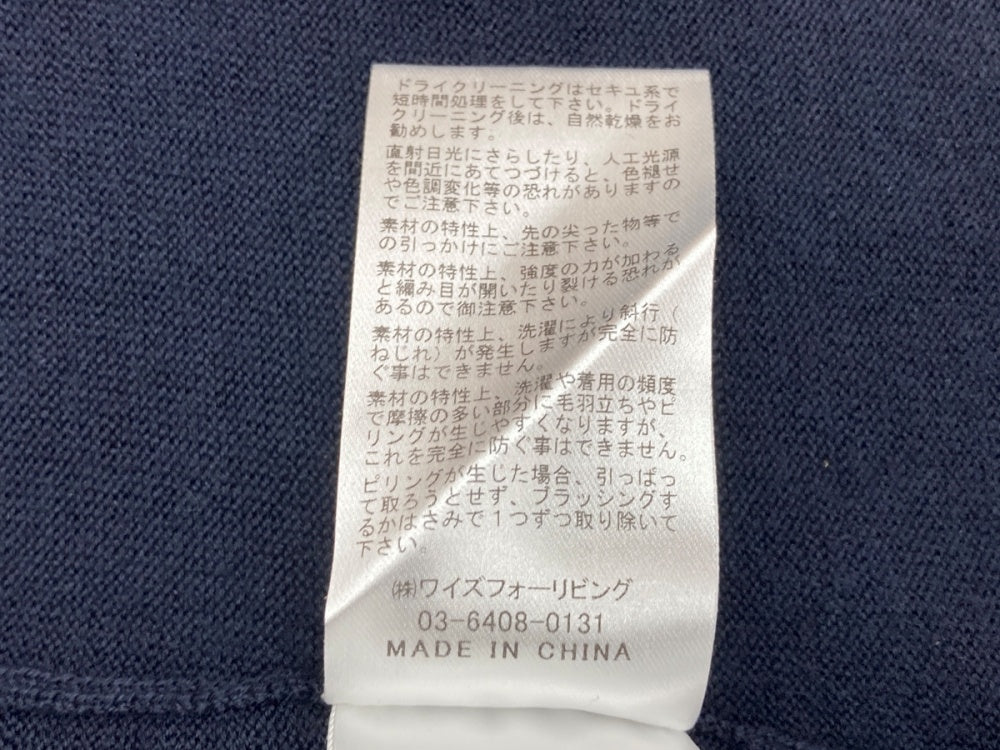 ドライクリーニングはセキュ系で
短時間処理をして下さい。ドライ
クリーニング後は、自然乾燥をお
勧めします。
直射日光にさらしたり、人工光源
を間近にあてつづけると、色褪せ
や色調変化等の恐れがありますの
でご注意下さい。
素材の特性上、先の尖った物等で
の引っかけにご注意下さい。
素材の特性上、強度の力が加わる
と編み目が開いたり裂ける恐れが
あるので御注意下さい。
素材の特性上、洗濯により斜行（
ねじれ）が発生しますが完全に防
ぐ事はできません。
素材の特性上、洗濯や着用の頻度
で摩擦の多い部分に毛羽立ちやピ
リングが生じやすくなりますが、
これを完全に防ぐ事はできません。
ピリングが生じた場合、引っぱっ
て取ろうとせず、ブラッシングす
るかはさみで１つずつ取り除いて
下さい。
㈱ワイズフォーリビング
03-6408-0131
MADE IN CHINA